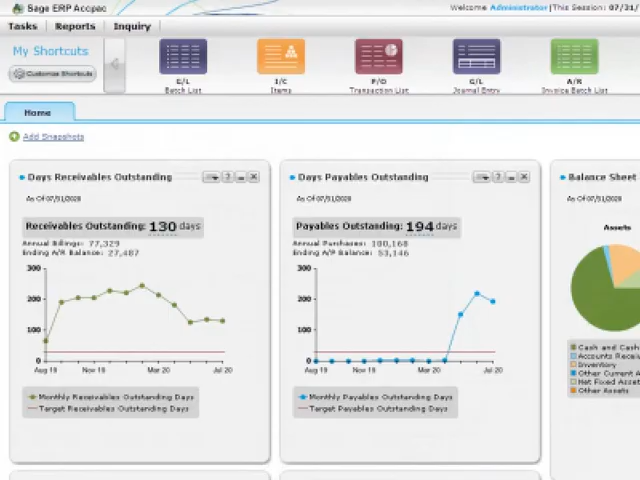 Sage ERP Accpac
Welcome Administrator |This Session: 07/31/
Tasks Reports Inquiry
My Shortcuts
Customize Shortcuts
G/L
Batch List
I/C
Items
P/O
Transaction List
G/L
Journal Entry
A/R
Invoice Batch List
Home
Add Snapshots
Days Receivables Outstanding
As Of 07/31/2020
Receivables Outstanding: 130 days
Annual Billings: 77,329
Ending A/R Balance: 27,487
300
200
100
0
Aug 19 Nov 19 Mar 20 Jul 20
Monthly Receivables Outstanding Days
Target Receivables Outstanding Days
Days Payables Outstanding
As Of 07/31/2020
Payables Outstanding: 194 days
Annual Purchases: 100,168
Ending A/P Balance: 53,146
300
200
100
0
Aug 19 Nov 19 Mar 20 Jul 20
Monthly Payables Outstanding Days
Target Payables Outstanding Days
Balance Sheet
As Of 07/31/2020
Assets
Cash and Cash
Accounts Recei
Inventory
Other Current A
Net Fixed Asset
Other Assets